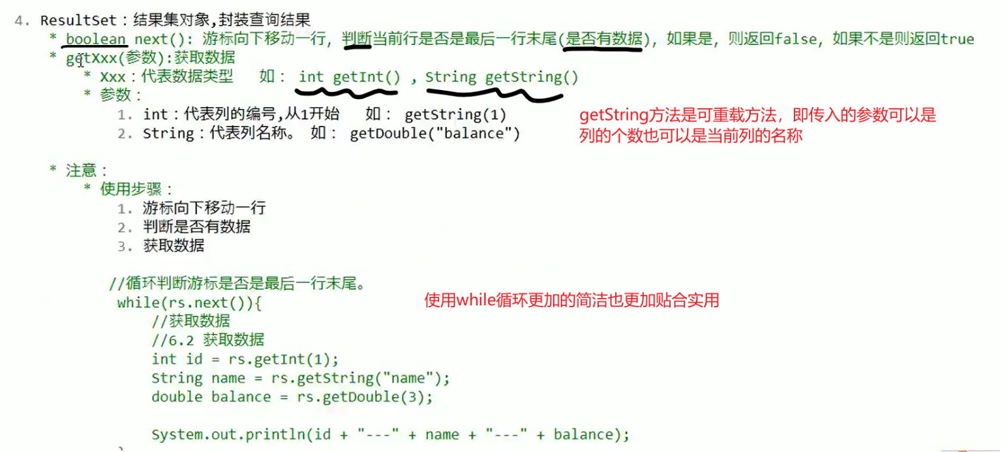 4. ResultSet：结果集对象,封装查询结果
* boolean next(): 游标向下移动一行，判断当前行是否是最后一行末尾(是否有数据)，如果是，则返回false，如果不是则返回true
* getXxx(参数):获取数据
* Xxx：代表数据类型 如： int getInt() , String getString()
* 参数：
1. int：代表列的编号,从1开始 如： getString(1)
2. String：代表列名称。 如： getDouble("balance")
getString方法是可重载方法，即传入的参数可以是
列的个数也可以是当前列的名称
* 注意：
* 使用步骤：
1. 游标向下移动一行
2. 判断是否有数据
3. 获取数据
//循环判断游标是否是最后一行末尾。
while(rs.next()){
使用while循环更加的简洁也更加贴合实用
//获取数据
//6.2 获取数据
int id = rs.getInt(1);
String name = rs.getString("name");
double balance = rs.getDouble(3);
System.out.println(id + "---" + name + "---" + balance);